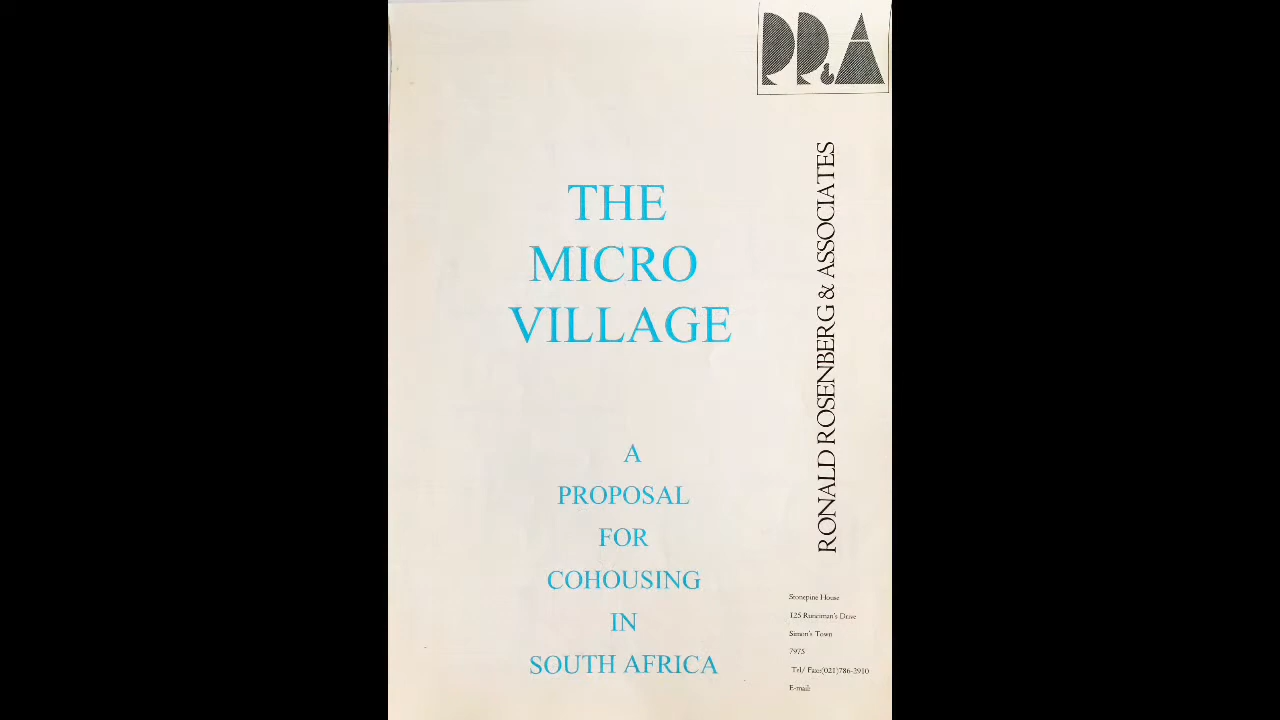 RR&A
THE
MICRO
VILLAGE
RONALD ROSENBERG & ASSOCIATES
A
PROPOSAL
FOR
COHOUSING
IN
SOUTH AFRICA
Stonepine House
125 Runciman's Drive
Simon's Town
7975
Tel/ Fax:(021)786-2910
E-mail: